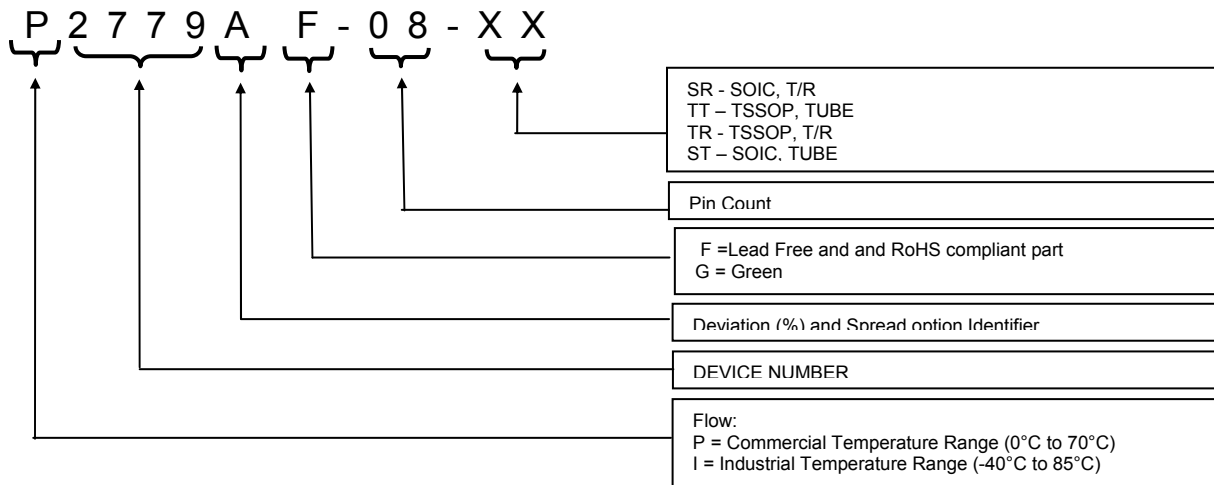 P 2 7 7 9 A F - 0 8 - X X
SR - SOIC, T/R
TT – TSSOP, TUBE
TR - TSSOP, T/R
ST – SOIC, TUBE
Pin Count
F =Lead Free and and RoHS compliant part
G = Green
Deviation (%) and Spread option Identifier
DEVICE NUMBER
Flow:
P = Commercial Temperature Range (0°C to 70°C)
I = Industrial Temperature Range (-40°C to 85°C)